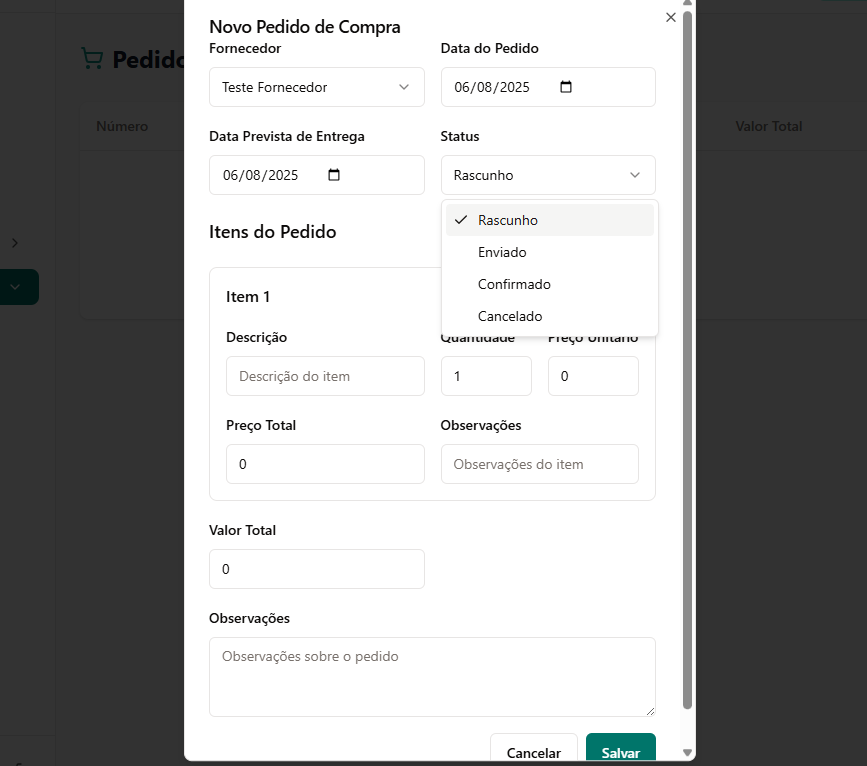 Novo Pedido de Compra
Fornecedor
Data do Pedido
Pedido
Teste Fornecedor
06/08/2025
Número
Valor Total
Data Prevista de Entrega
Status
06/08/2025
Rascunho
Itens do Pedido
Rascunho
Enviado
Confirmado
Cancelado
Item 1
Descrição
Quantidade
Preço Unitário
Descrição do item
1
0
Preço Total
Observações
0
Observações do item
Valor Total
0
Observações
Observações sobre o pedido
Cancelar
Salvar